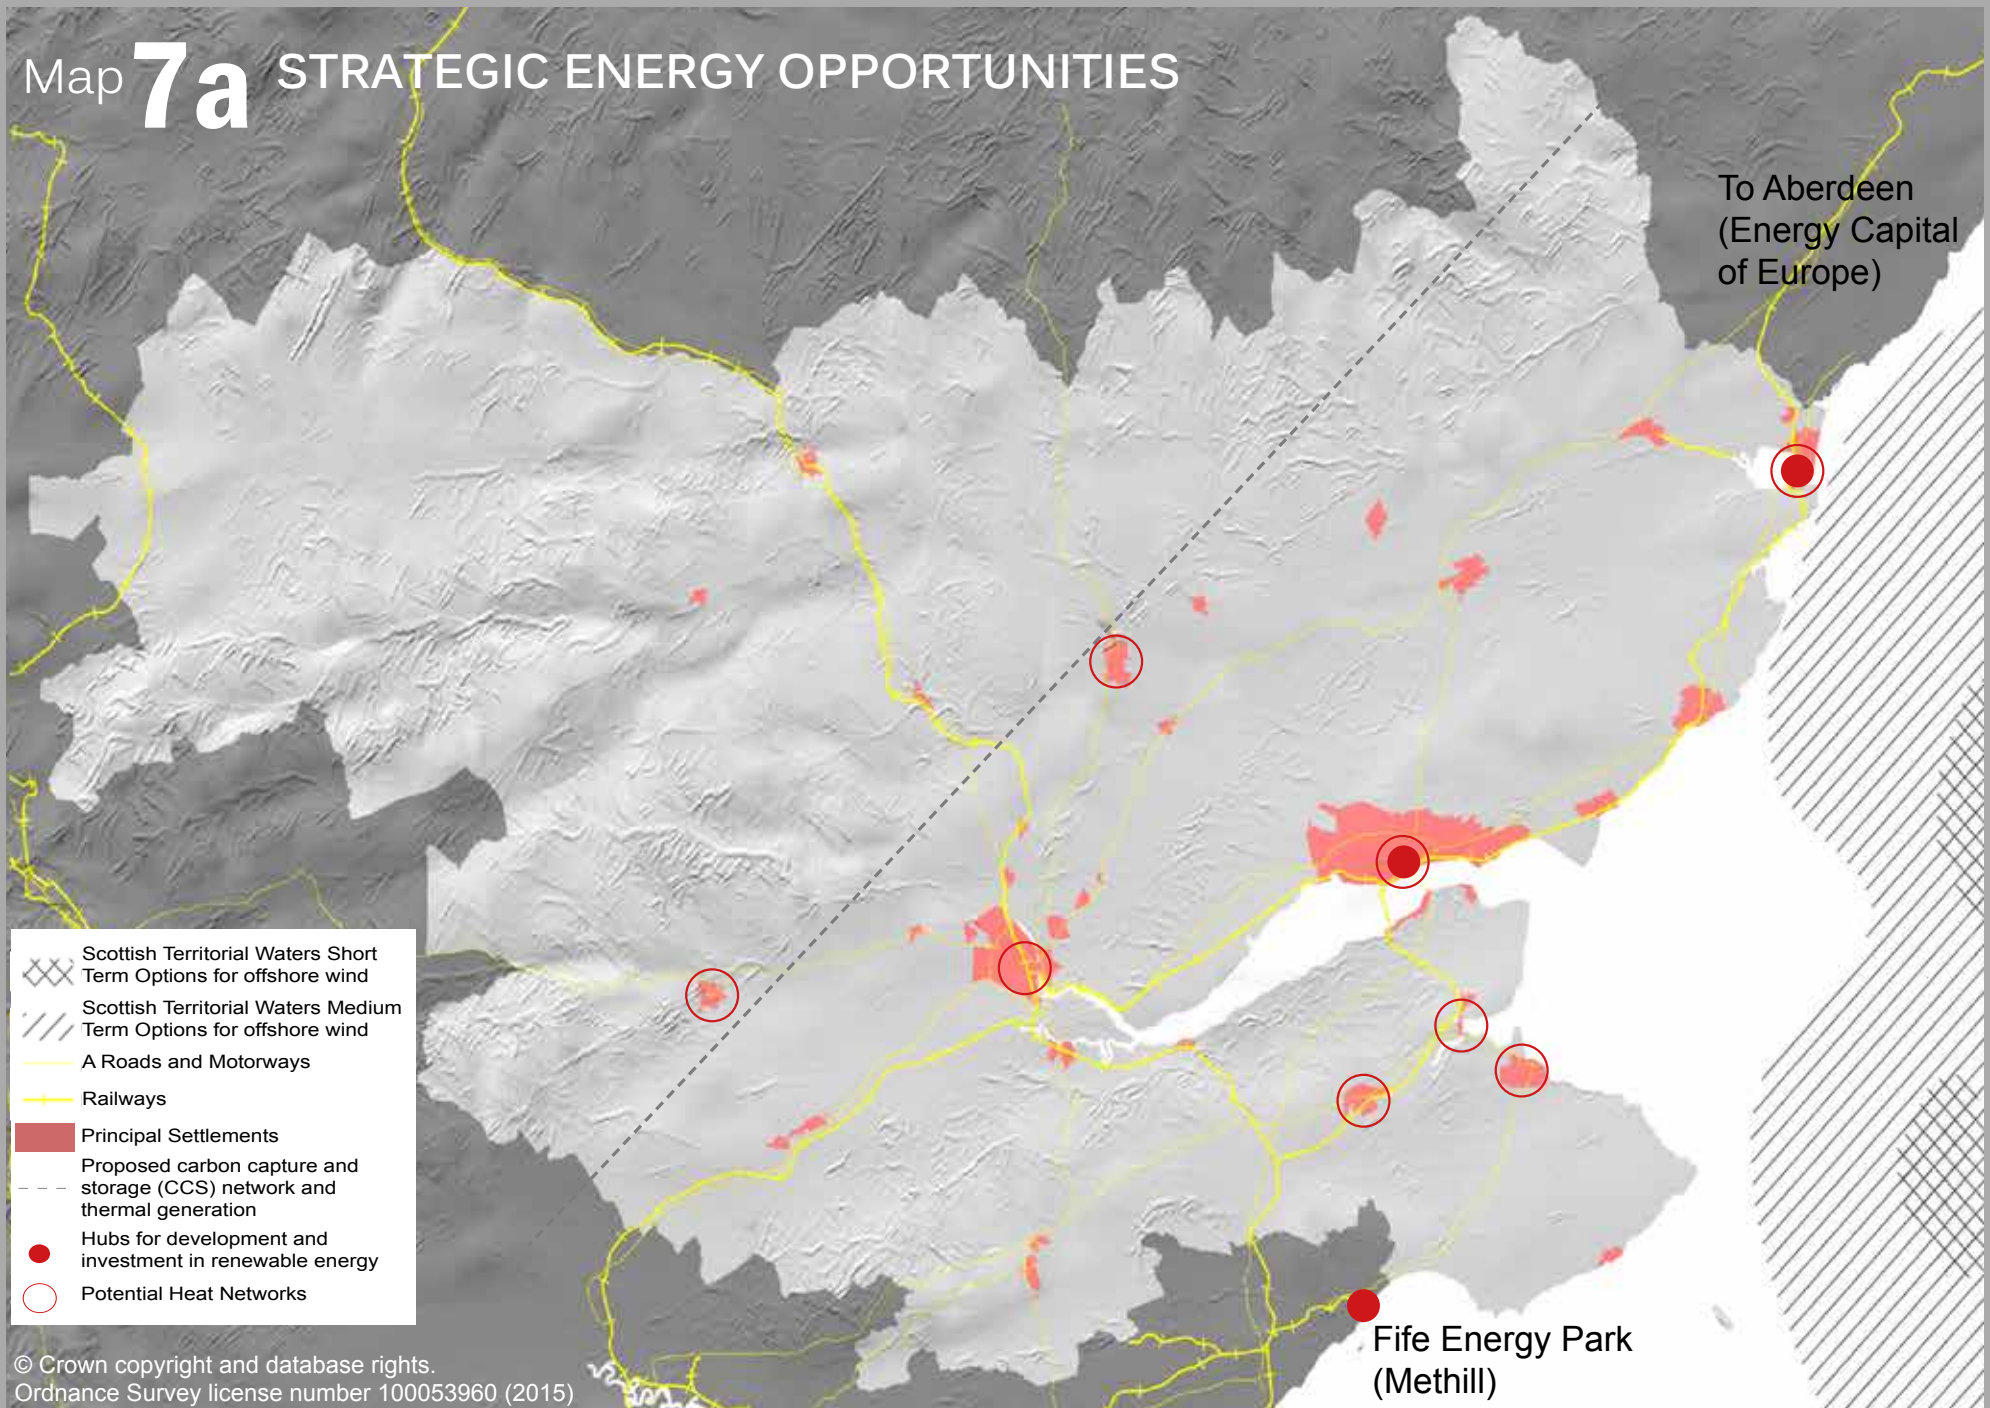 Map 7a STRATEGIC ENERGY OPPORTUNITIES
To Aberdeen
(Energy Capital
of Europe)
Scottish Territorial Waters Short
Term Options for offshore wind
Scottish Territorial Waters Medium
Term Options for offshore wind
A Roads and Motorways
Railways
Principal Settlements
Proposed carbon capture and
storage (CCS) network and
thermal generation
Hubs for development and
investment in renewable energy
Potential Heat Networks
Fife Energy Park
(Methill)
© Crown copyright and database rights.
Ordnance Survey license number 100053960 (2015)